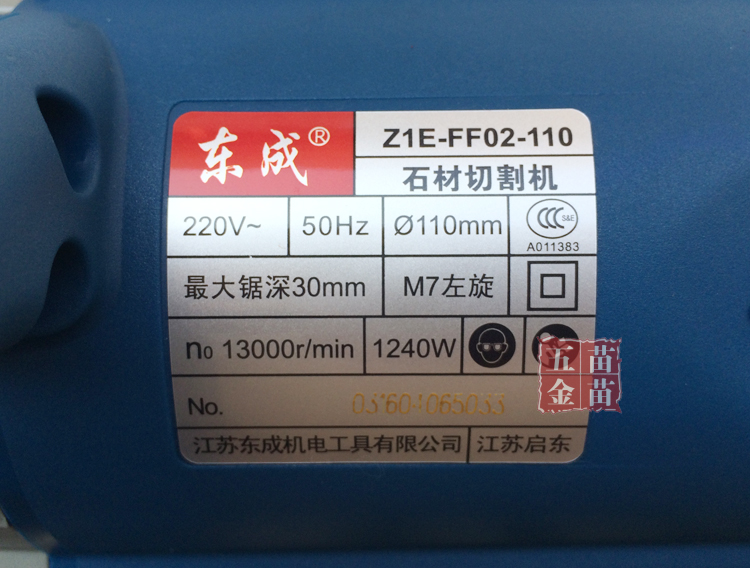 东成®
Z1E-FF02-110
石材切割机
220V~ 50Hz Ø110mm CCC S&E
A011383
最大锯深30mm M7左旋
n₀ 13000r/min 1240W
No.
江苏东成机电工具有限公司 江苏启东
五苗
金苗